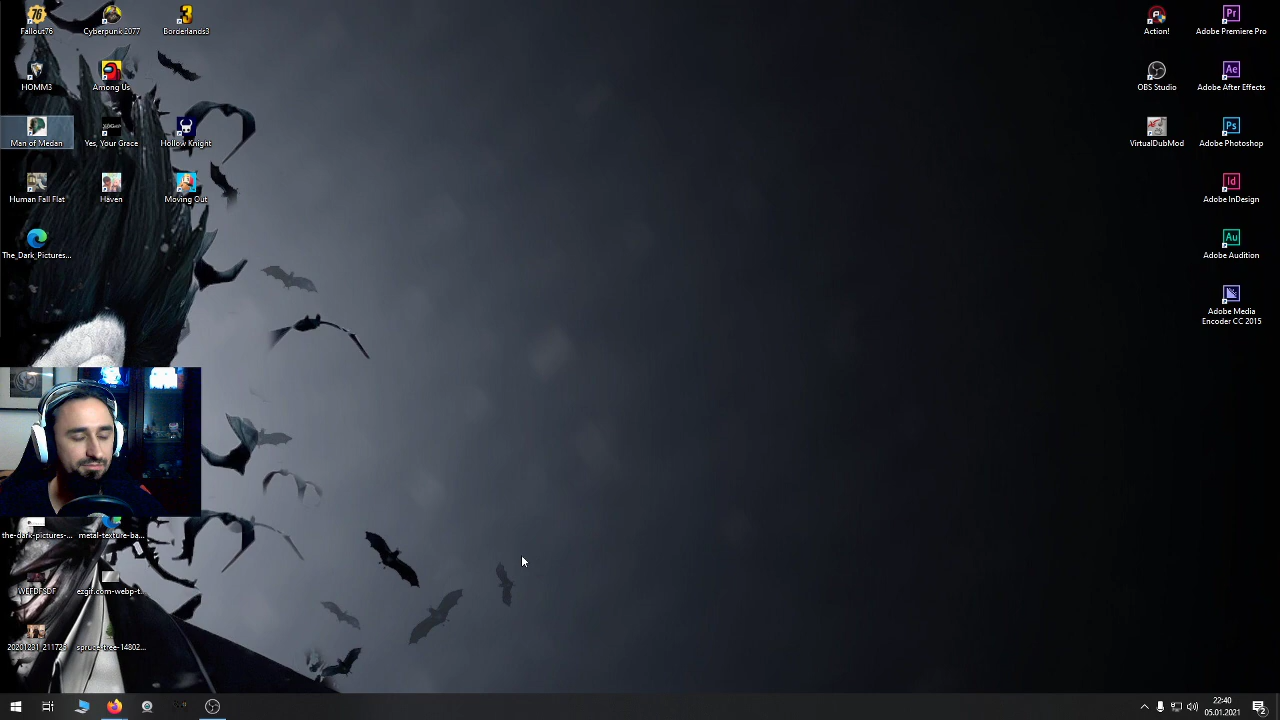 Fallout76
Cyberpunk 2077
Borderlands3
Action!
Adobe Premiere Pro
HOMM3
Among Us
OBS Studio
Adobe After Effects
Man of Medan
Yes, Your Grace
Hollow Knight
VirtualDubMod
Adobe Photoshop
Human Fall Flat
Haven
Moving Out
Adobe InDesign
The_Dark_Pictures...
Adobe Audition
Adobe Media
Encoder CC 2015
the-dark-pictures-...
metal-texture-ba...
WEFDFSDF
ezgif.com-webp-t...
20201231_211723
spruce-tree-14802...
22:40
05.01.2021